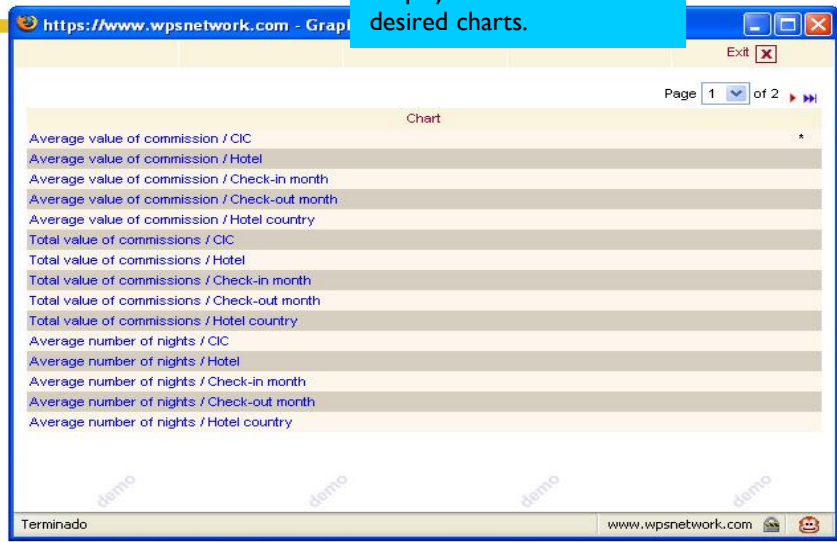 desired charts.
https://www.wpsnetwork.com - Grap
Exit
Page 1 of 2
Chart
Average value of commission / CIC *
Average value of commission / Hotel
Average value of commission / Check-in month
Average value of commission / Check-out month
Average value of commission / Hotel country
Total value of commissions / CIC
Total value of commissions / Hotel
Total value of commissions / Check-in month
Total value of commissions / Check-out month
Total value of commissions / Hotel country
Average number of nights / CIC
Average number of nights / Hotel
Average number of nights / Check-in month
Average number of nights / Check-out month
Average number of nights / Hotel country
demo demo demo demo
Terminado www.wpsnetwork.com